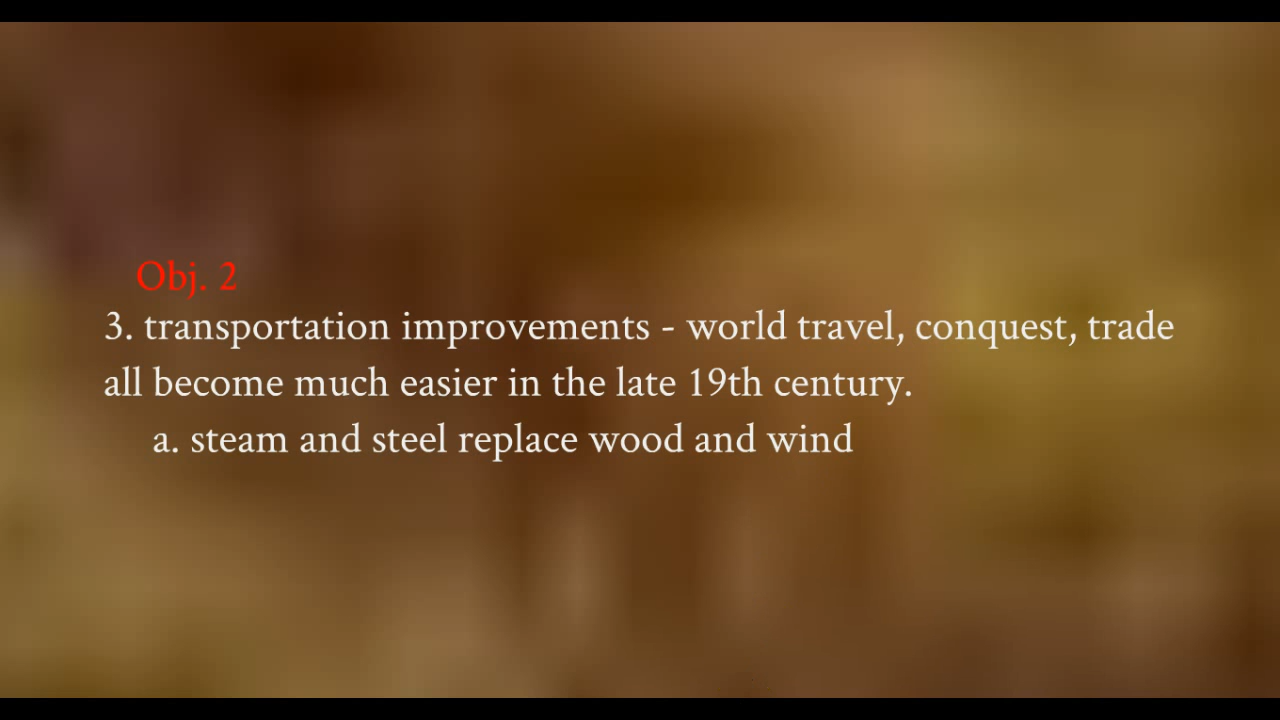 Obj. 2
3. transportation improvements - world travel, conquest, trade
all become much easier in the late 19th century.
a. steam and steel replace wood and wind